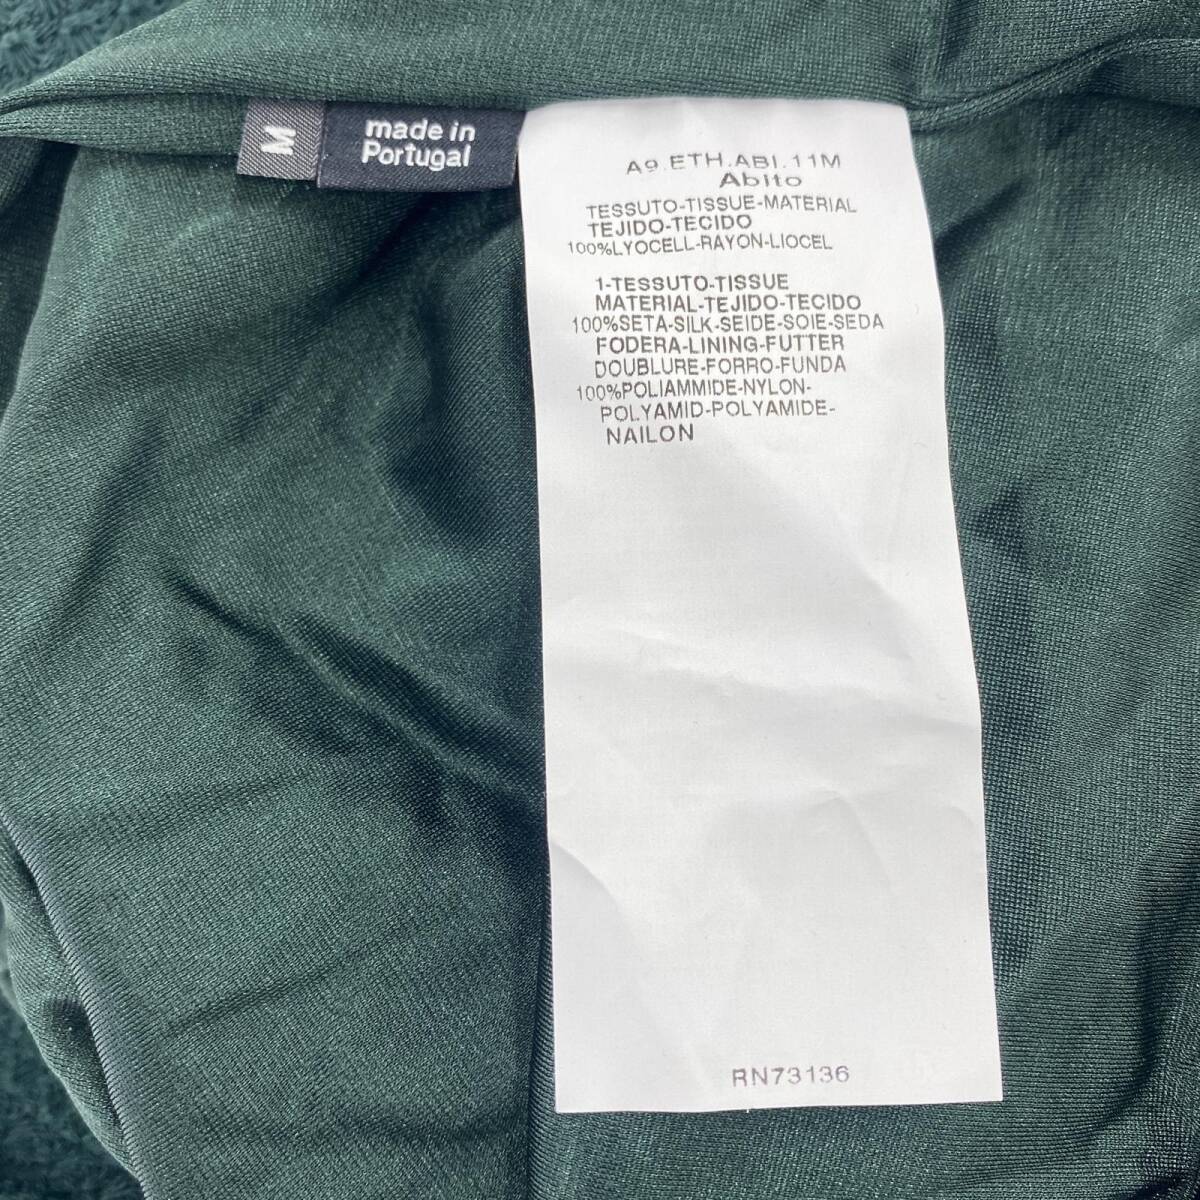 M
made in
Portugal
A9.ETH.ABI.11M
Abito
TESSUTO-TISSUE-MATERIAL
TEJIDO-TECIDO
100%LYOCELL-RAYON-LIOCEL
1-TESSUTO-TISSUE
MATERIAL-TEJIDO-TECIDO
100%SETA-SILK-SEIDE-SOIE-SEDA
FODERA-LINING-FUTTER
DOUBLURE-FORRO-FUNDA
100%POLIAMMIDE-NYLON-
POLYAMID-POLYAMIDE-
NAILON
RN73136